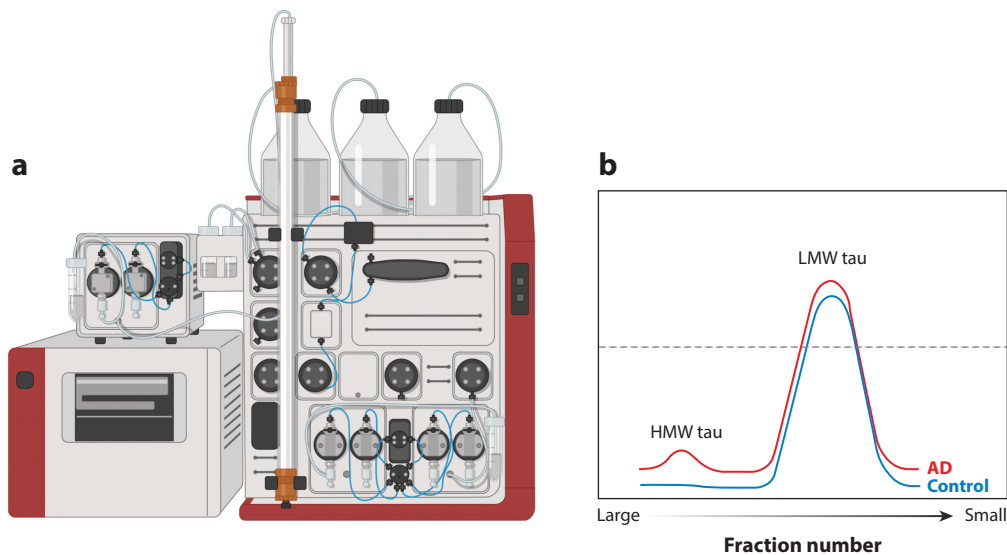 a
b
LMW tau
HMW tau
AD
Control
Large
Small
Fraction number